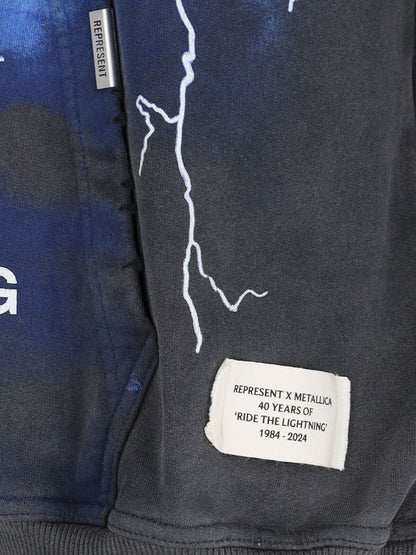 REPRESENT
G
REPRESENT X METALLICA
40 YEARS OF
'RIDE THE LIGHTNING'
1984 - 2024